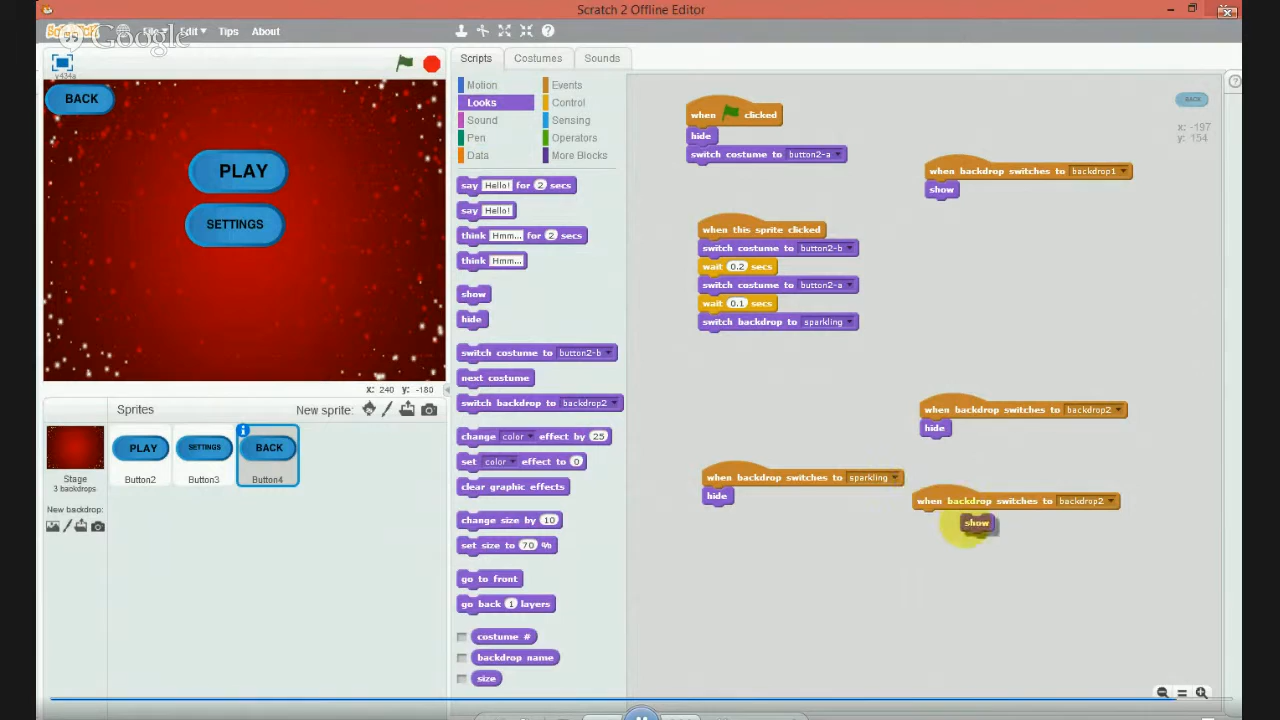 Scratch 2 Offline Editor
File Edit Tips About
Google
v434a
BACK
PLAY
SETTINGS
x: 240 y: -180
Sprites New sprite:
PLAY SETTINGS BACK
Stage
3 backdrops
Button2 Button3 Button4
New backdrop:
Scripts Costumes Sounds
Motion Events
Looks Control
Sound Sensing
Pen Operators
Data More Blocks
say Hello! for 2 secs
say Hello!
think Hmm... for 2 secs
think Hmm...
show
hide
switch costume to button2-b
next costume
switch backdrop to backdrop2
change color effect by 25
set color effect to 0
clear graphic effects
change size by 10
set size to 70 %
go to front
go back 1 layers
costume #
backdrop name
size
when clicked
hide
switch costume to button2-a
when this sprite clicked
switch costume to button2-b
wait 0.2 secs
switch costume to button2-a
wait 0.1 secs
switch backdrop to sparkling
when backdrop switches to sparkling
hide
BACK
x: -197
y: 154
when backdrop switches to backdrop1
show
when backdrop switches to backdrop2
hide
when backdrop switches to backdrop2
show